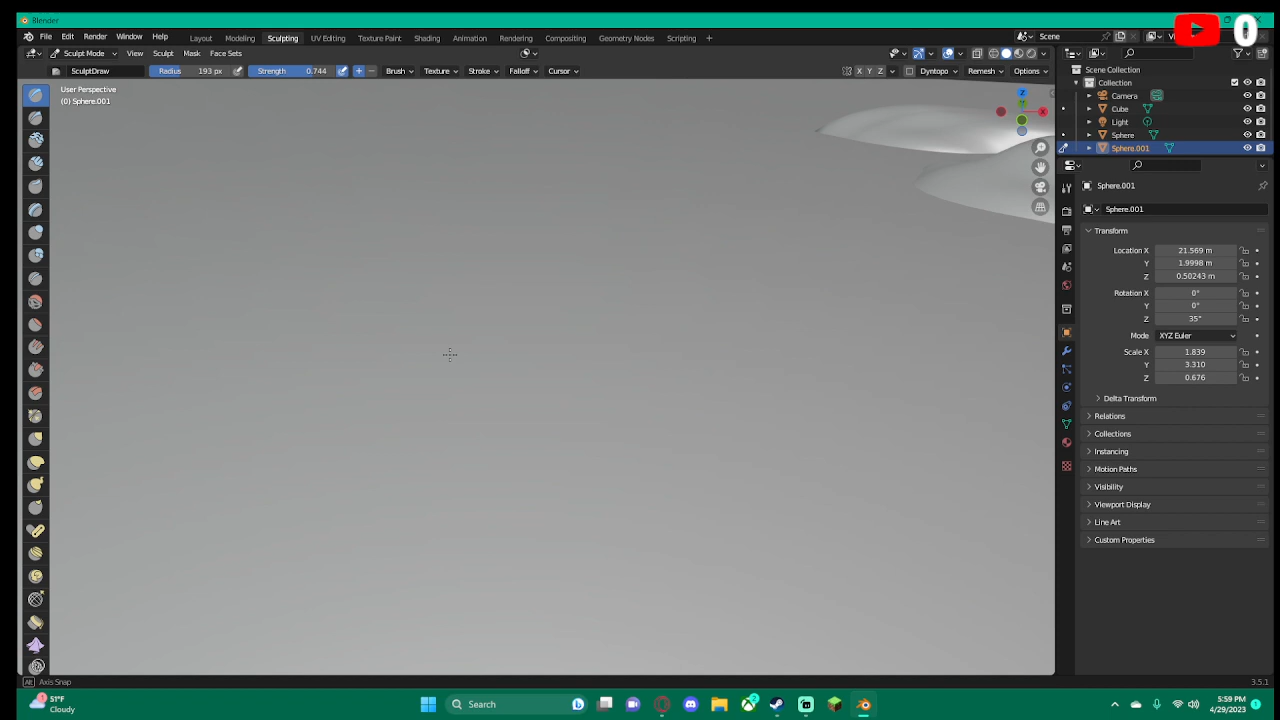 Blender
0
File Edit Render Window Help Layout Modeling Sculpting UV Editing Texture Paint Shading Animation Rendering Compositing Geometry Nodes Scripting + Scene
Sculpt Mode View Sculpt Mask Face Sets
SculptDraw Radius 193 px Strength 0.744 Brush Texture Stroke Falloff Cursor X Y Z Dyntopo Remesh Options
User Perspective
(0) Sphere.001
Z
Y
X
Scene Collection
Collection
Camera
Cube
Light
Sphere
Sphere.001
Sphere.001
Sphere.001
Transform
Location X 21.569 m
Y 1.9998 m
Z 0.50243 m
Rotation X 0°
Y 0°
Z 35°
Mode XYZ Euler
Scale X 1.839
Y 3.310
Z 0.676
Delta Transform
Relations
Collections
Instancing
Motion Paths
Visibility
Viewport Display
Line Art
Custom Properties
Alt Axis Snap 3.5.1
51°F
Cloudy
Search
5:59 PM
4/29/2023